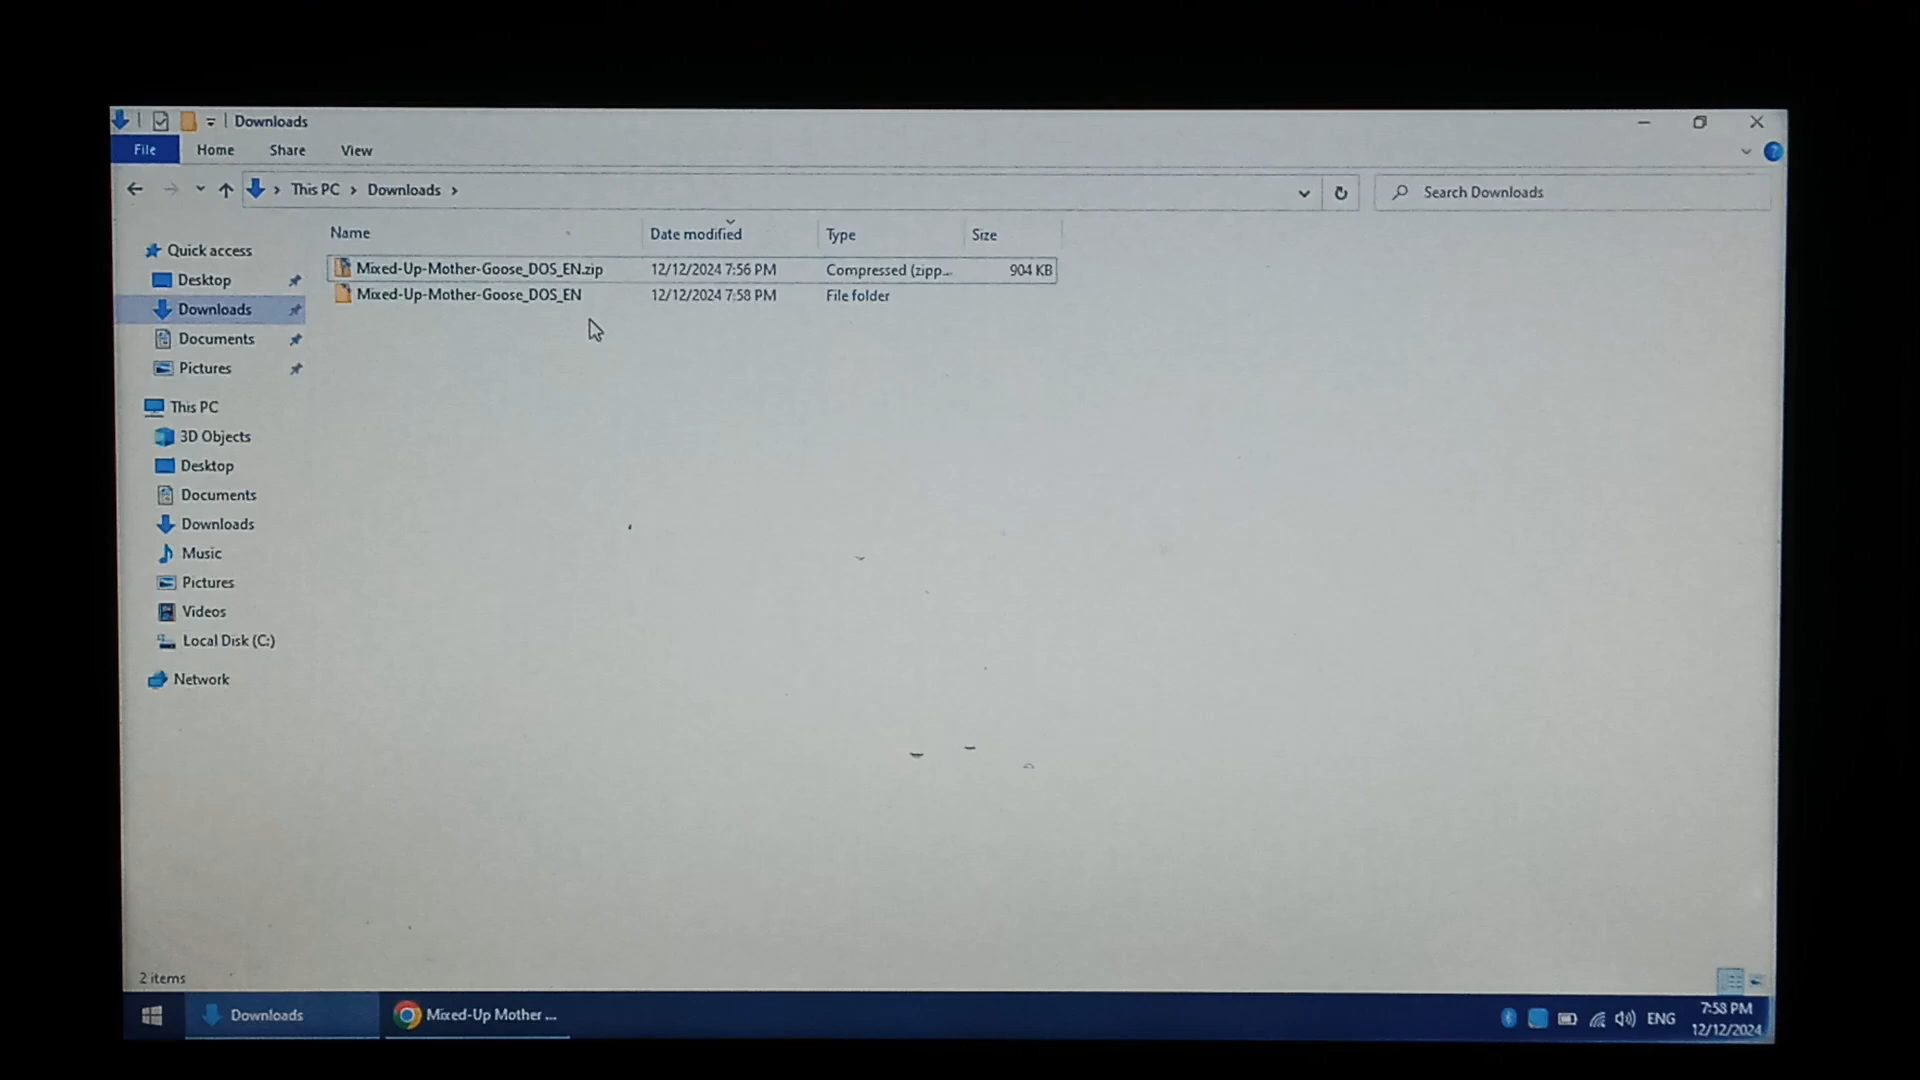 Downloads
File Home Share View
This PC > Downloads >
Search Downloads
Name Date modified Type Size
Mixed-Up-Mother-Goose_DOS_EN.zip 12/12/2024 7:56 PM Compressed (zipp... 904 KB
Mixed-Up-Mother-Goose_DOS_EN 12/12/2024 7:58 PM File folder
Quick access
Desktop
Downloads
Documents
Pictures
This PC
3D Objects
Desktop
Documents
Downloads
Music
Pictures
Videos
Local Disk (C:)
Network
2 items
Downloads
Mixed-Up Mother ...
ENG
7:58 PM
12/12/2024